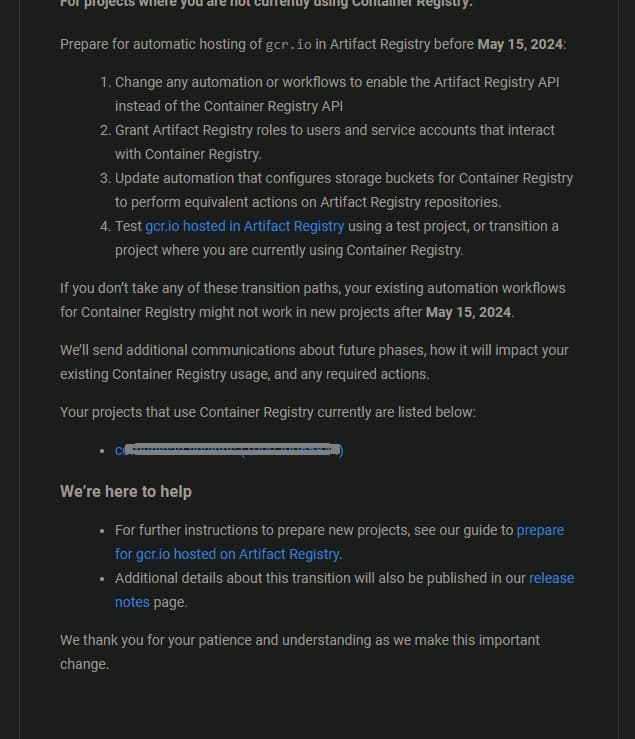 For projects where you are not currently using Container Registry:
Prepare for automatic hosting of gcr.io in Artifact Registry before May 15, 2024:
1. Change any automation or workflows to enable the Artifact Registry API
instead of the Container Registry API
2. Grant Artifact Registry roles to users and service accounts that interact
with Container Registry.
3. Update automation that configures storage buckets for Container Registry
to perform equivalent actions on Artifact Registry repositories.
4. Test gcr.io hosted in Artifact Registry using a test project, or transition a
project where you are currently using Container Registry.
If you don’t take any of these transition paths, your existing automation workflows
for Container Registry might not work in new projects after May 15, 2024.
We’ll send additional communications about future phases, how it will impact your
existing Container Registry usage, and any required actions.
Your projects that use Container Registry currently are listed below:
We’re here to help
▪ For further instructions to prepare new projects, see our guide to prepare
for gcr.io hosted on Artifact Registry.
▪ Additional details about this transition will also be published in our release
notes page.
We thank you for your patience and understanding as we make this important
change.